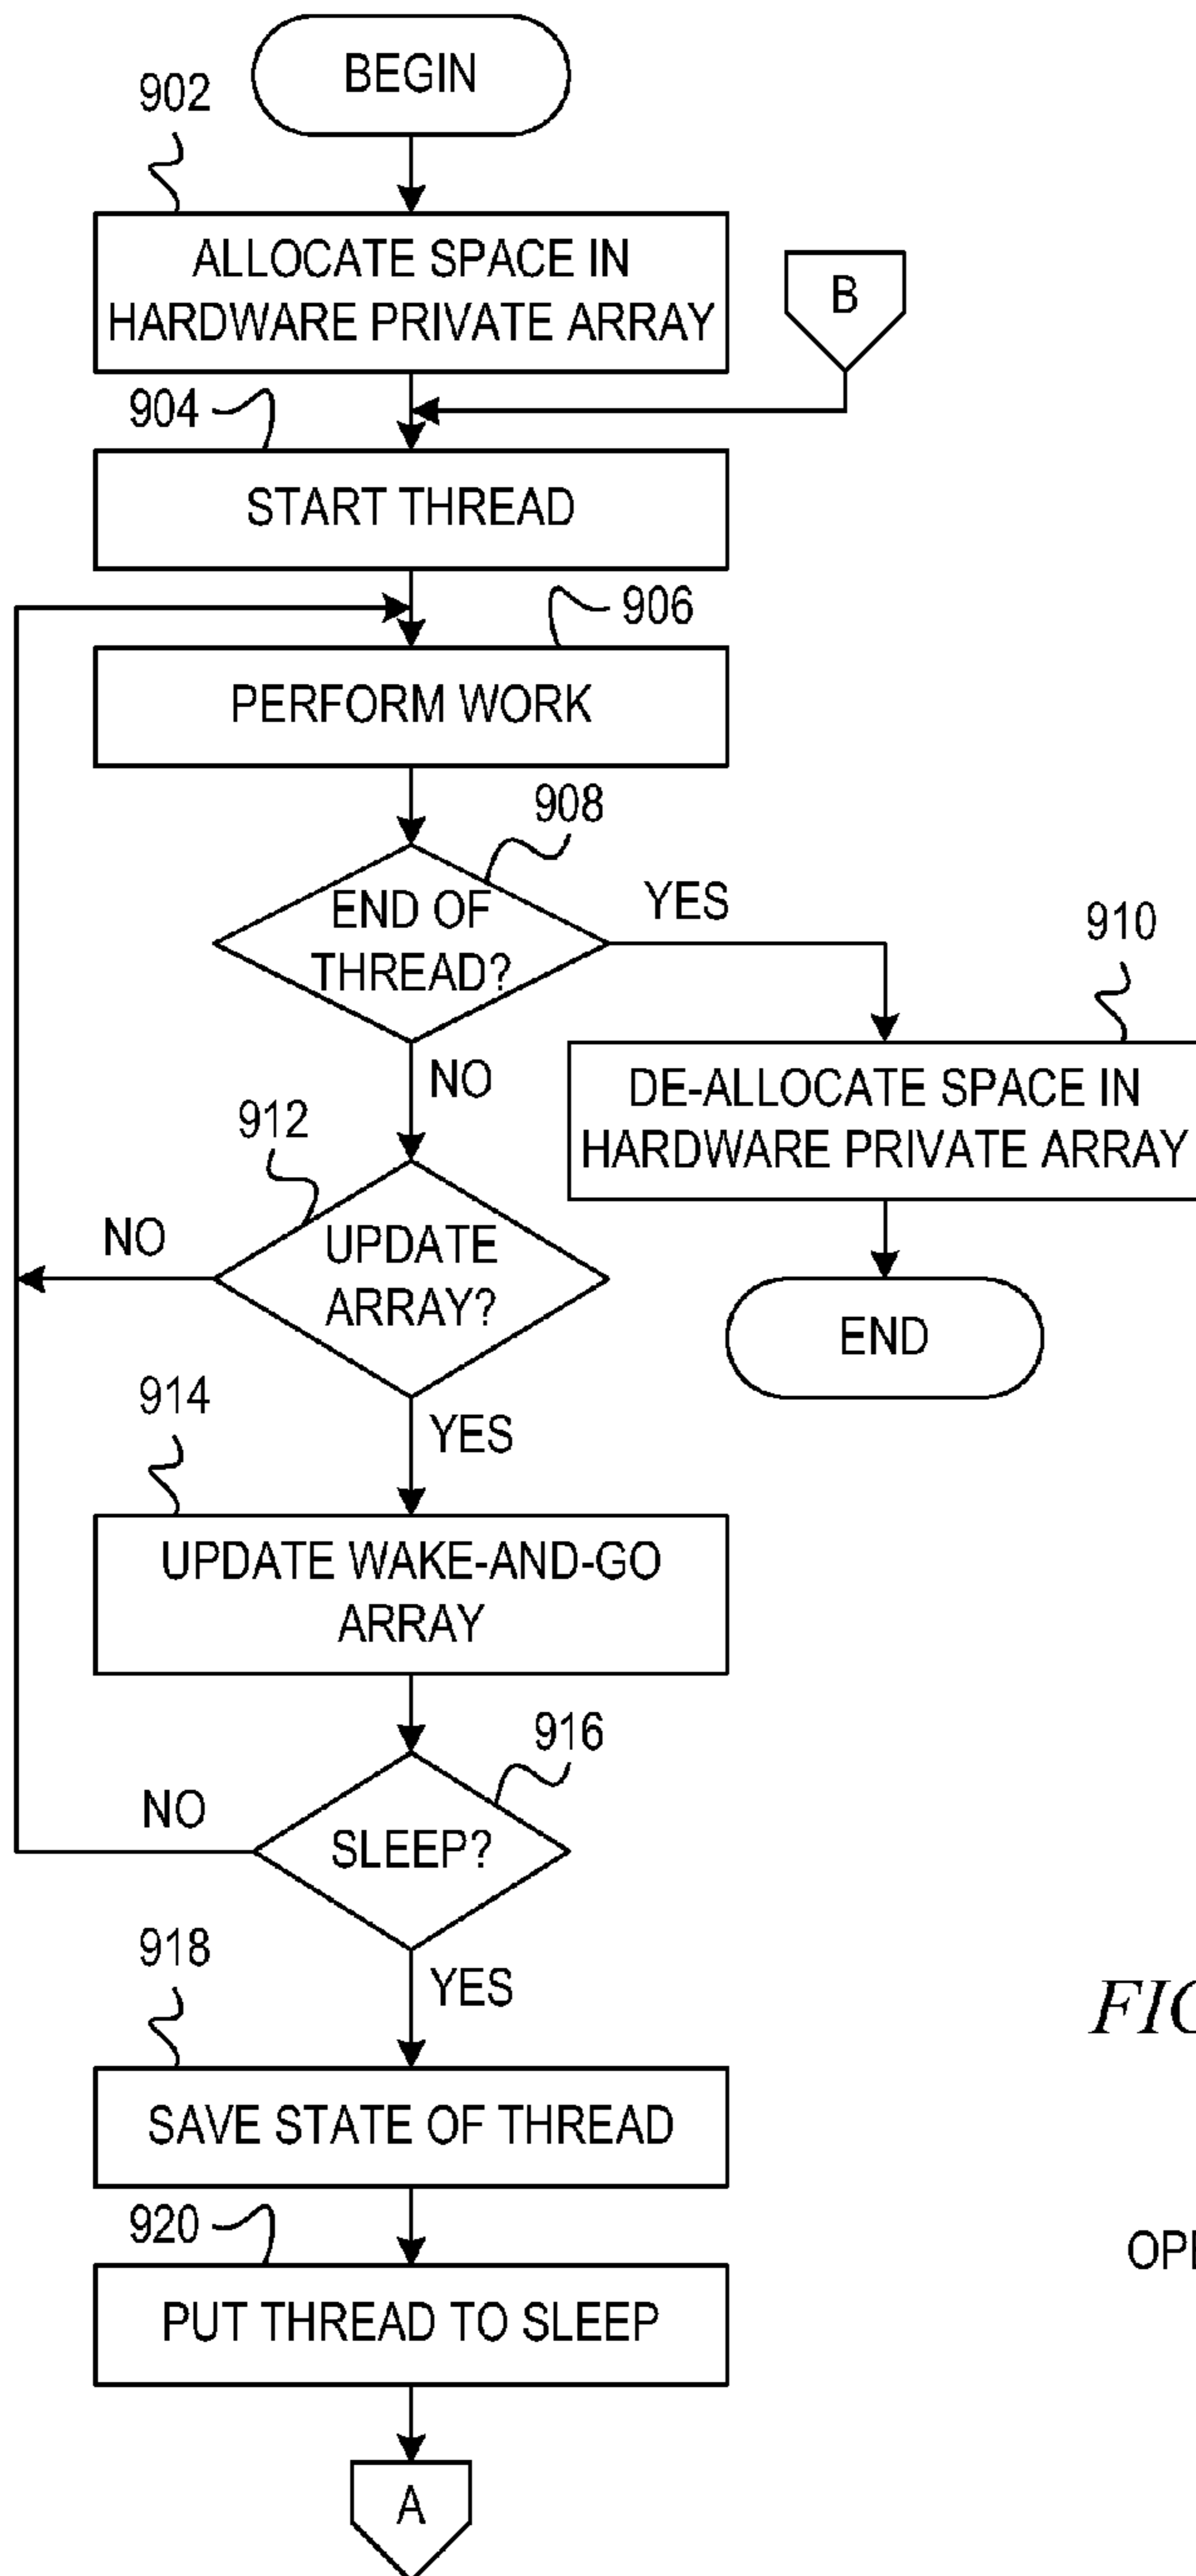 BEGIN
902
ALLOCATE SPACE IN
HARDWARE PRIVATE ARRAY
B
904
START THREAD
906
PERFORM WORK
908
END OF
THREAD?
YES
910
NO
DE-ALLOCATE SPACE IN
HARDWARE PRIVATE ARRAY
912
NO
UPDATE
ARRAY?
END
914
YES
UPDATE WAKE-AND-GO
ARRAY
916
NO
SLEEP?
918
YES
SAVE STATE OF THREAD
920
PUT THREAD TO SLEEP
A